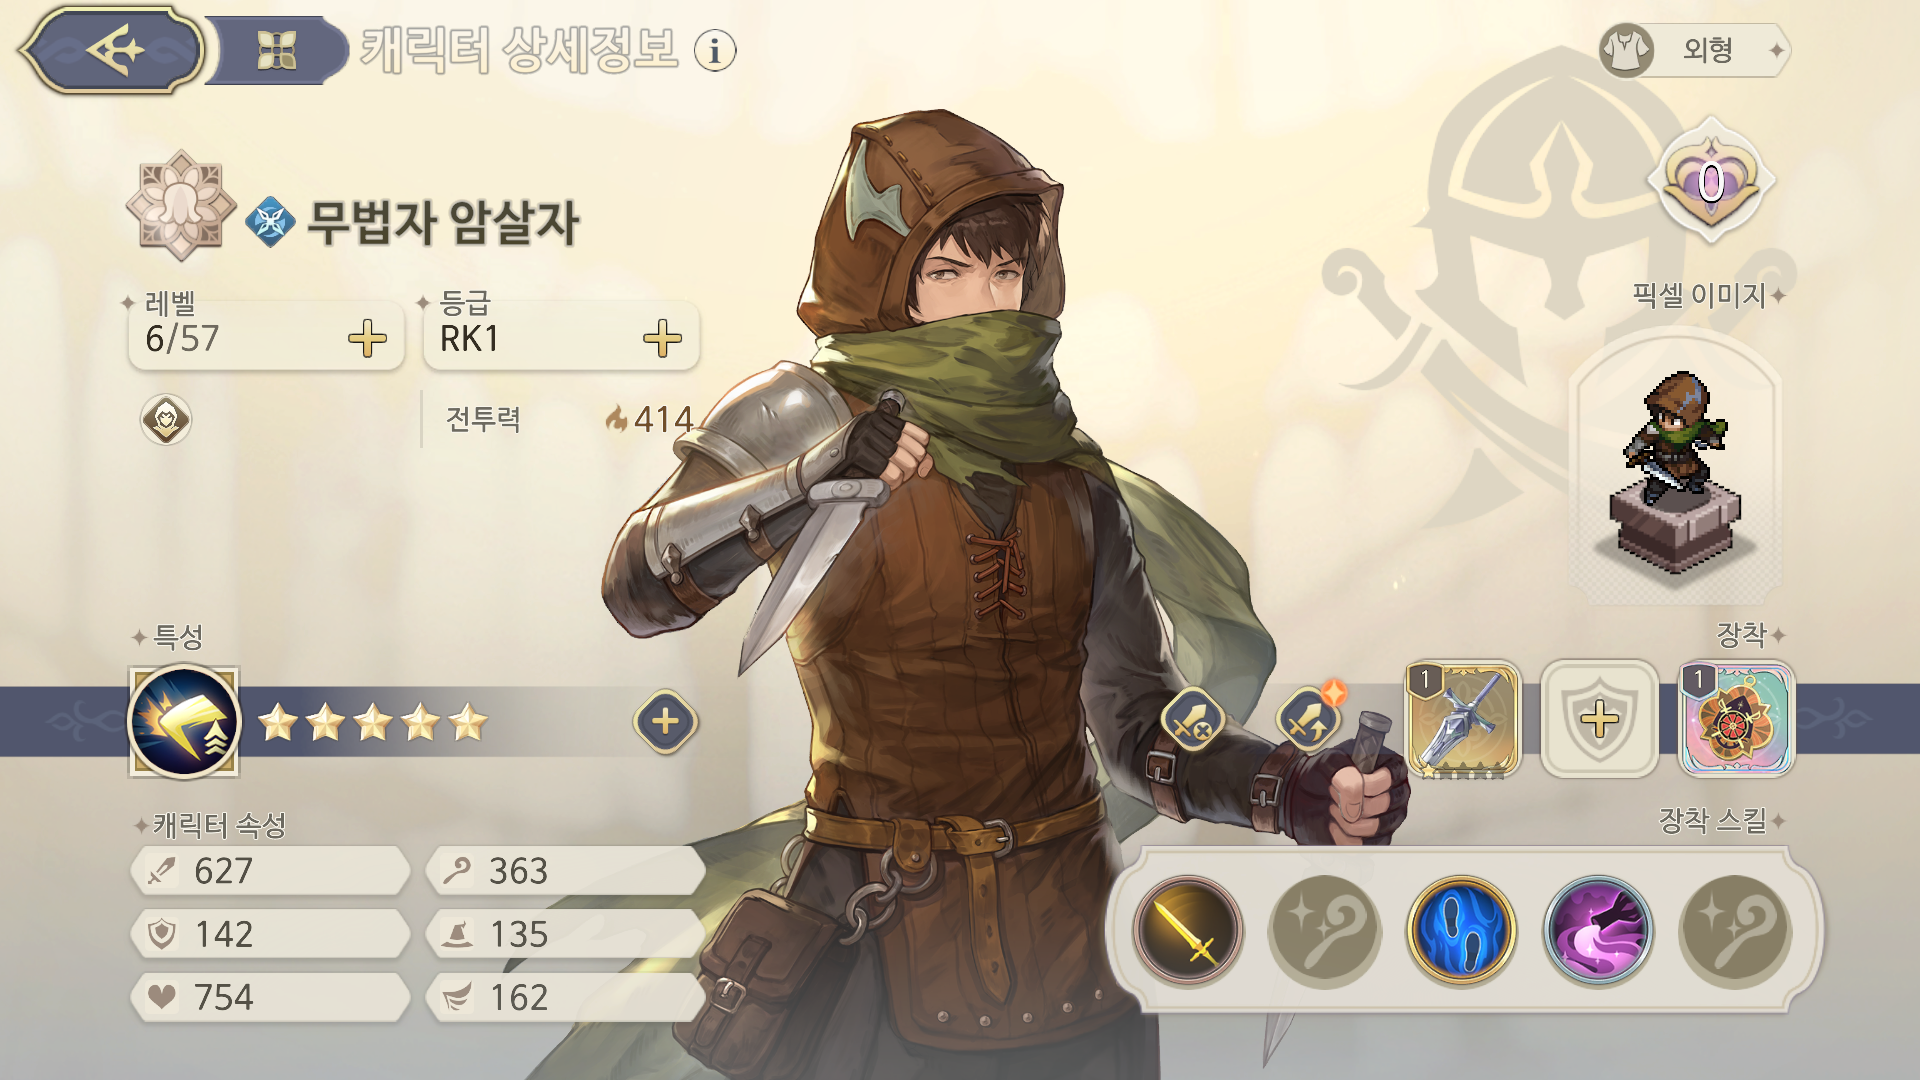 캐릭터 상세정보
i
외형
무법자 암살자
0
레벨
6/57
등급
RK1
픽셀 이미지
전투력
414
특성
장착
1
1
캐릭터 속성
장착 스킬
627
363
142
135
754
162